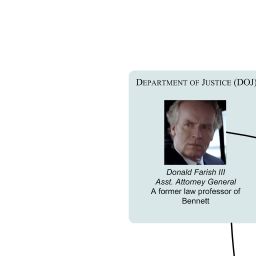 DEPARTMENT OF JUSTICE (DOJ)
Donald Farish III
Asst. Attorney General
A former law professor of
Bennett